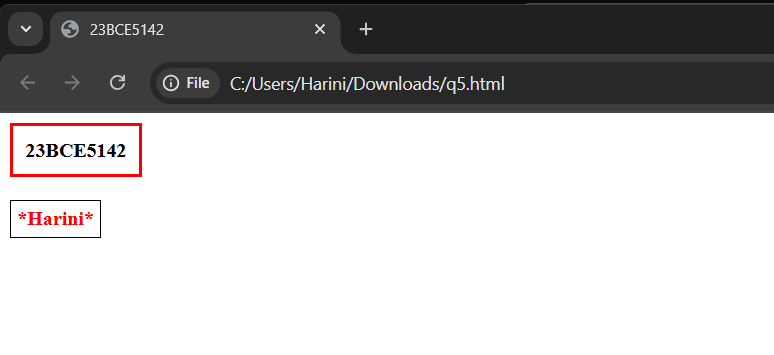 23BCE5142
File C:/Users/Harini/Downloads/q5.html
23BCE5142
*Harini*